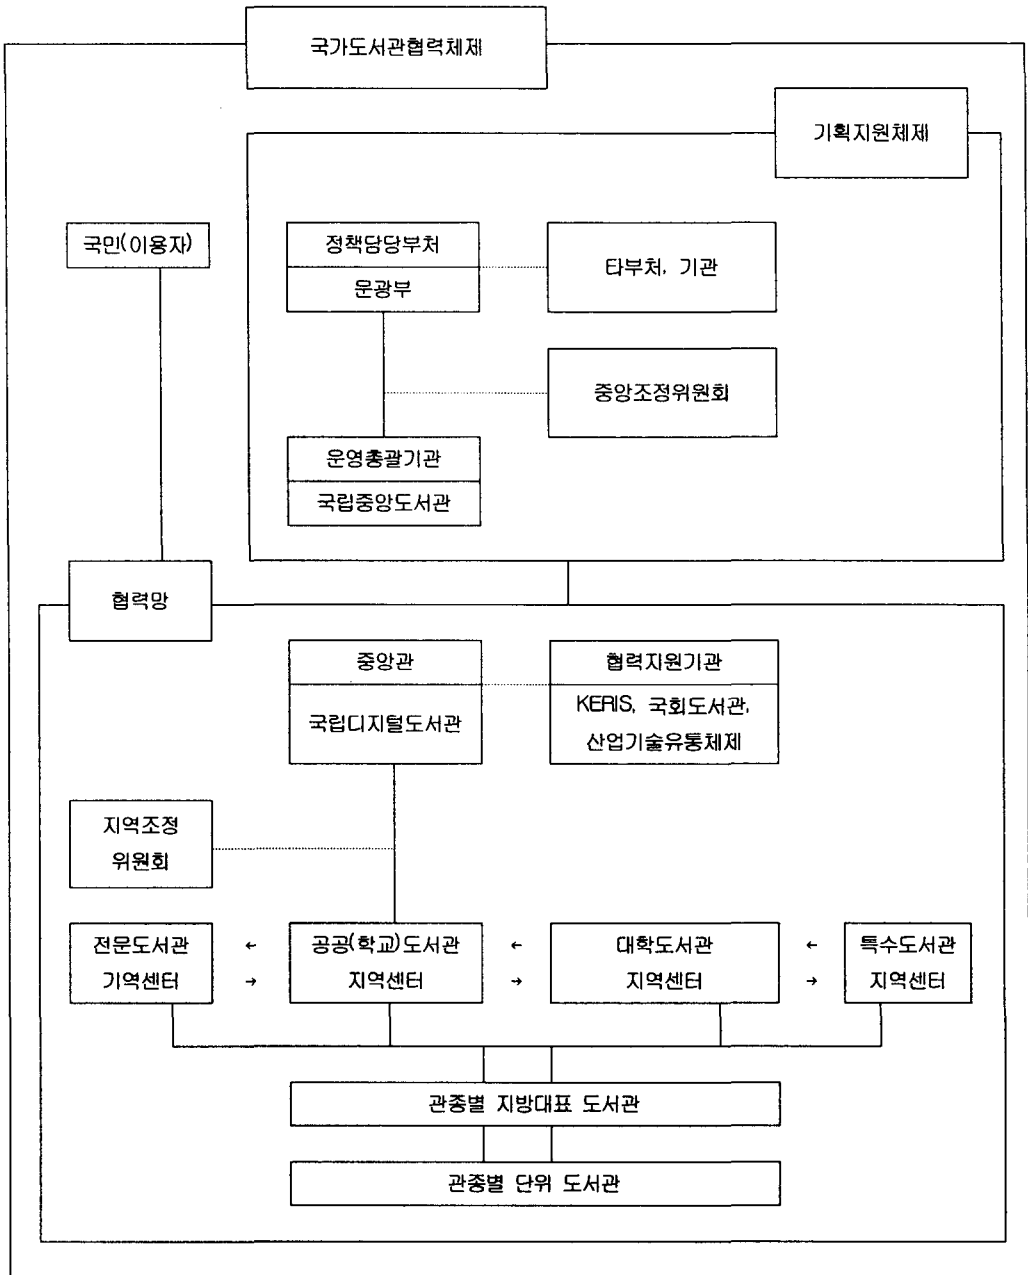 국가도서관협력체제
기획지원체제
국민(이용자)
정책담당부처
문광부
타부처, 기관
중앙조정위원회
운영총괄기관
국립중앙도서관
협력망
중앙관
국립디지털도서관
협력지원기관
KERIS, 국회도서관,
산업기술유통체제
지역조정
위원회
전문도서관
기역센터
← →
공공(학교)도서관
지역센터
← →
대학도서관
지역센터
← →
특수도서관
지역센터
관종별 지방대표 도서관
관종별 단위 도서관